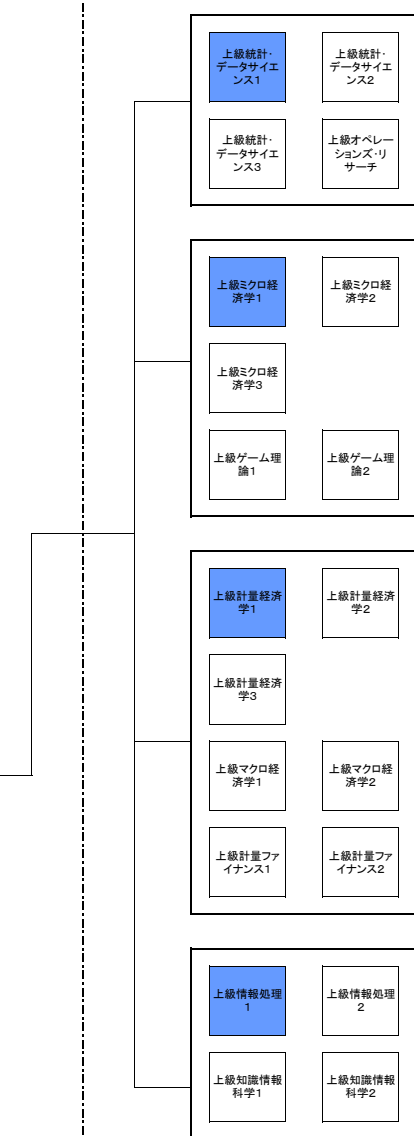 上級統計・
データサイエ
ンス1
上級統計・
データサイエ
ンス2
上級統計・
データサイエ
ンス3
上級オペレー
ションズ・リ
サーチ
上級ミクロ経
済学1
上級ミクロ経
済学2
上級ミクロ経
済学3
上級ゲーム理
論1
上級ゲーム理
論2
上級計量経済
学1
上級計量経済
学2
上級計量経済
学3
上級マクロ経
済学1
上級マクロ経
済学2
上級計量ファ
イナンス1
上級計量ファ
イナンス2
上級情報処理
1
上級情報処理
2
上級知識情報
科学1
上級知識情報
科学2